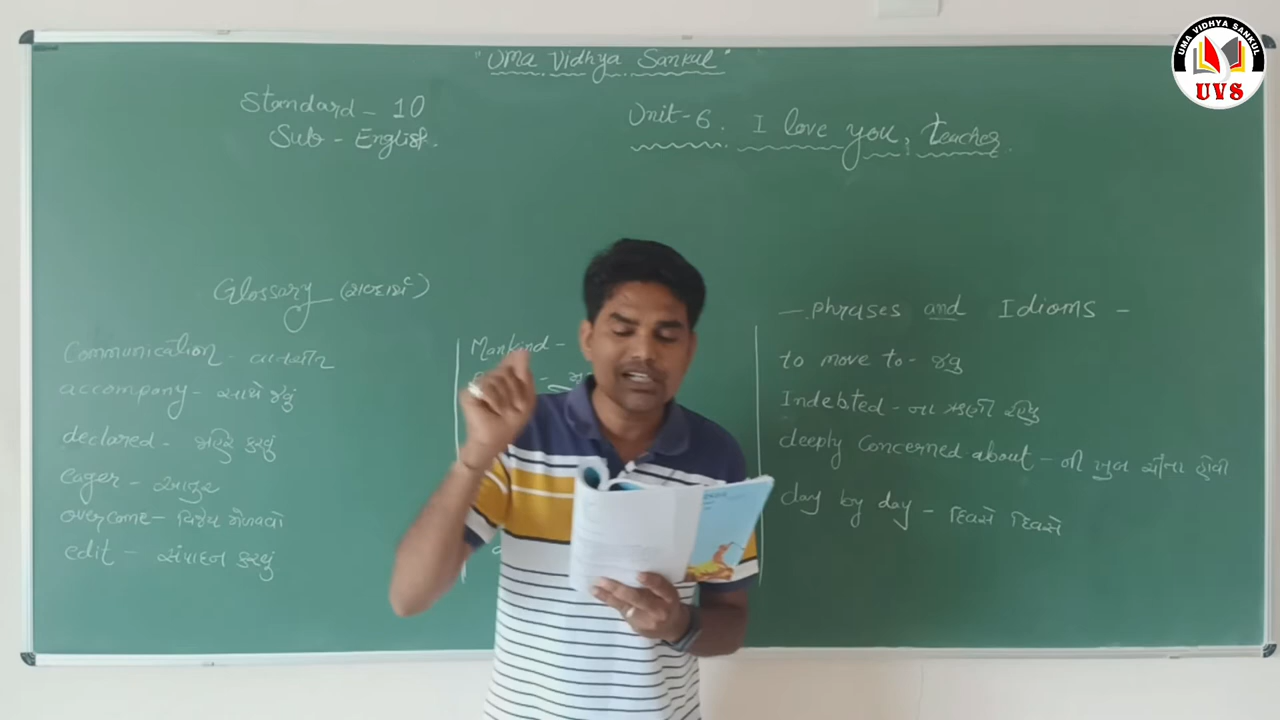 "Uma Vidhya Sankul"
Standard - 10
Sub - English.
Unit-6. I love you, teacher.
UMA VIDHYA SANKUL
UVS
Glossary (શબ્દાર્થ)
Communication - વાતચીત
accompany - સાથે જવું
declared - જાહેર કરવું
eager - આતુર
overcome - વિજય મેળવવો
edit - સંપાદન કરવું
Mankind -
- phrases and Idioms -
to move to - જવુ
Indebted - ના ઋણી રહેવુ
deeply concerned about - ની ખુબ ચીંતા હોવી
day by day - દિવસે દિવસે